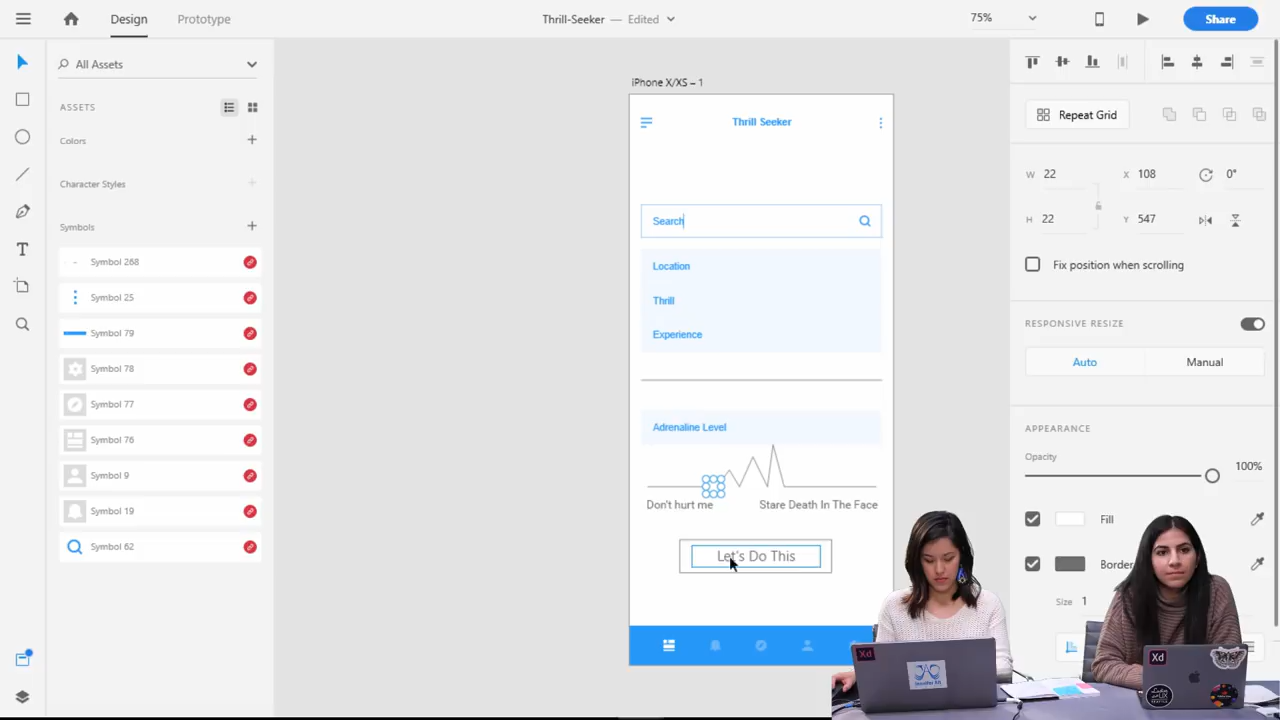 Design
Prototype
Thrill-Seeker — Edited
75%
Share
All Assets
ASSETS
Colors
Character Styles
Symbols
Symbol 268
Symbol 25
Symbol 79
Symbol 78
Symbol 77
Symbol 76
Symbol 9
Symbol 19
Symbol 62
iPhone X/XS – 1
Thrill Seeker
Search
Location
Thrill
Experience
Adrenaline Level
Don't hurt me
Stare Death In The Face
Let's Do This
Repeat Grid
W 22
X 108
0°
H 22
Y 547
Fix position when scrolling
RESPONSIVE RESIZE
Auto
Manual
APPEARANCE
Opacity
100%
Fill
Border
Size 1
Xd
Xd